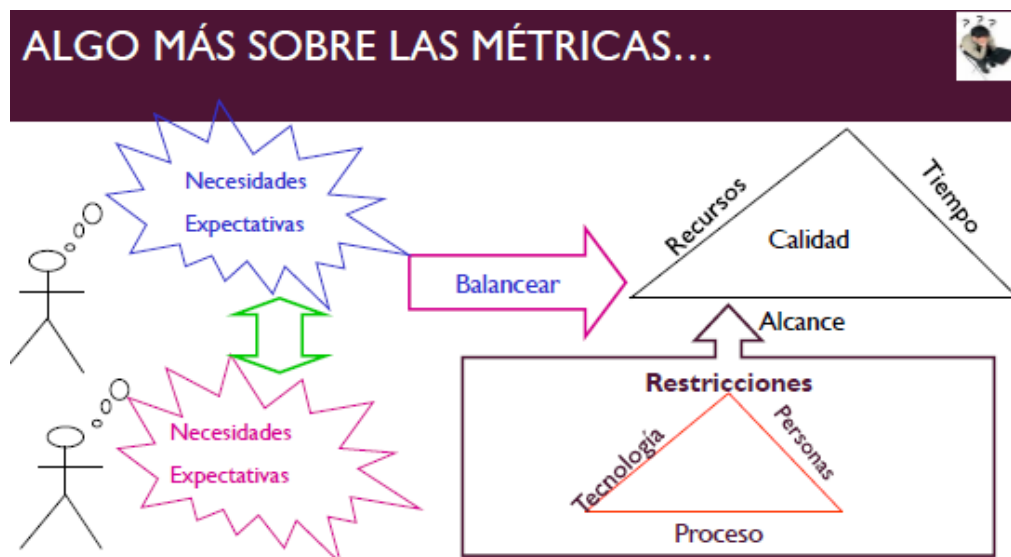 ALGO MÁS SOBRE LAS MÉTRICAS...
? ? ?
Necesidades
Expectativas
Balancear
Recursos
Tiempo
Calidad
Alcance
Necesidades
Expectativas
Restricciones
Tecnología
Personas
Proceso